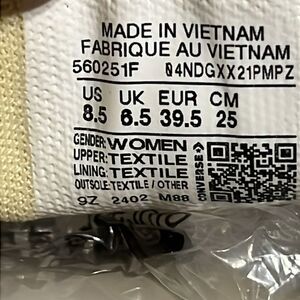 MADE IN VIETNAM
FABRIQUE AU VIETNAM
560251F 04NDGXX21PMPZ
US UK EUR CM
8.5 6.5 39.5 25
GENDER: WOMEN
UPPER: TEXTILE
LINING: TEXTILE
OUTSOLE: TEXTILE / OTHER
CONVERSE
9Z 2402 M88